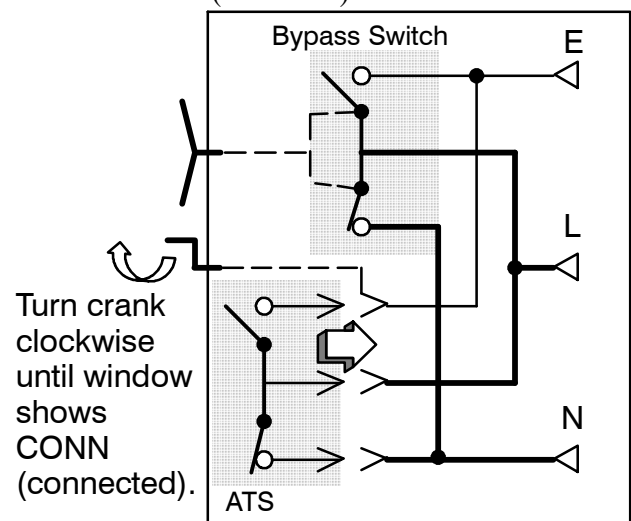 Bypass Switch
E
L
Turn crank
clockwise
until window
shows
CONN
(connected).
N
ATS